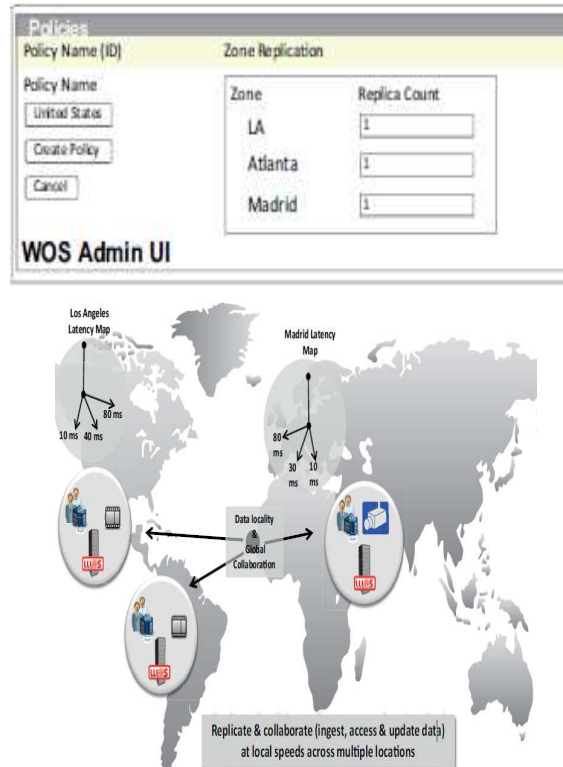 Policies
Policy Name (ID) Zone Replication
Policy Name
United States
Create Policy
Cancel
Zone Replica Count
LA 1
Atlanta 1
Madrid 1
WOS Admin UI
Los Angeles
Latency Map
80 ms
10 ms 40 ms
Madrid Latency
Map
80
ms
30
ms
10
ms
Data locality
&
Global
Collaboration
WOS
WOS
WOS
Replicate & collaborate (ingest, access & update data)
at local speeds across multiple locations